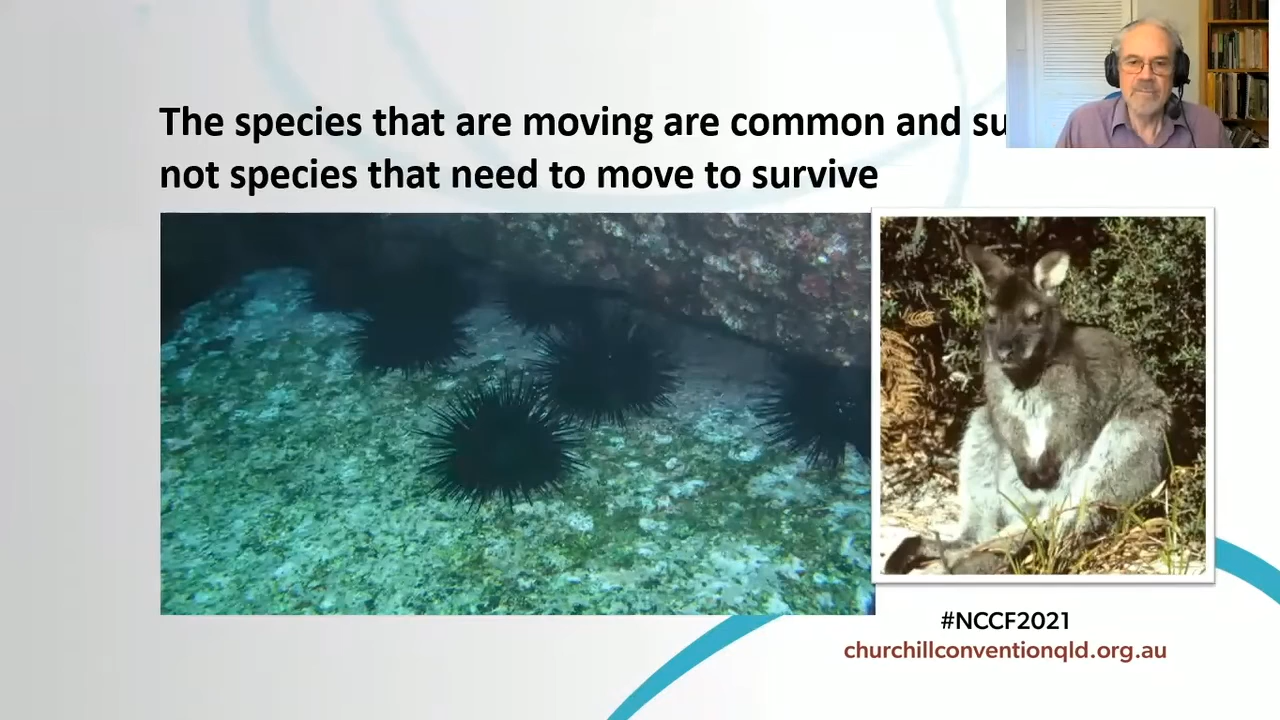 The species that are moving are common and
not species that need to move to survive
#NCCF2021
churchillconventionqld.org.au